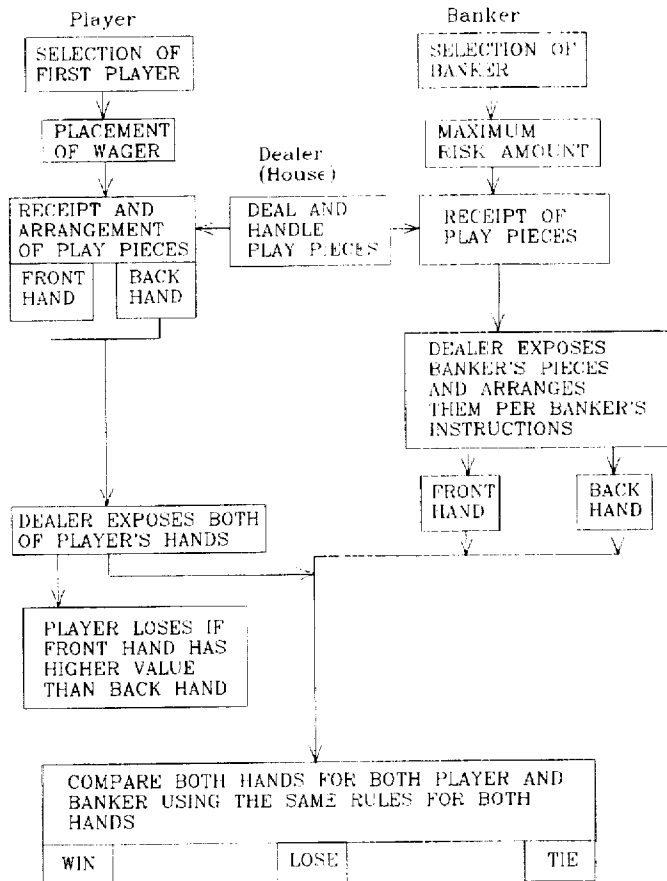 Player
Banker
SELECTION OF
FIRST PLAYER
SELECTION OF
BANKER
PLACEMENT
OF WAGER
MAXIMUM
RISK AMOUNT
Dealer
(House)
RECEIPT AND
ARRANGEMENT
OF PLAY PIECES
DEAL AND
HANDLE
PLAY PIECES
RECEIPT OF
PLAY PIECES
FRONT
HAND
BACK
HAND
DEALER EXPOSES
BANKER'S PIECES
AND ARRANGES
THEM PER BANKER'S
INSTRUCTIONS
FRONT
HAND
BACK
HAND
DEALER EXPOSES BOTH
OF PLAYER'S HANDS
PLAYER LOSES IF
FRONT HAND HAS
HIGHER VALUE
THAN BACK HAND
COMPARE BOTH HANDS FOR BOTH PLAYER AND
BANKER USING THE SAME RULES FOR BOTH
HANDS
WIN
LOSE
TIE